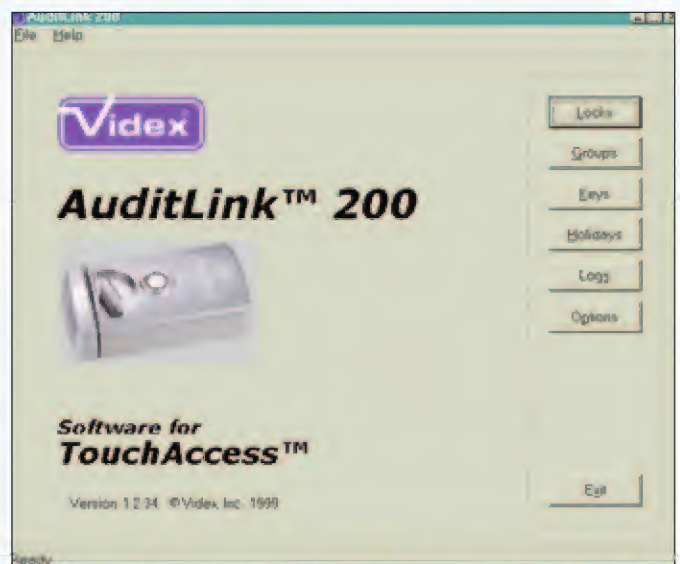 AuditLink 200
File Help
Videx
AuditLink™ 200
Software for
TouchAccess™
Version 1.2.34 ©Videx, Inc. 1999
Locks
Groups
Keys
Holidays
Logs
Options
Exit
Ready